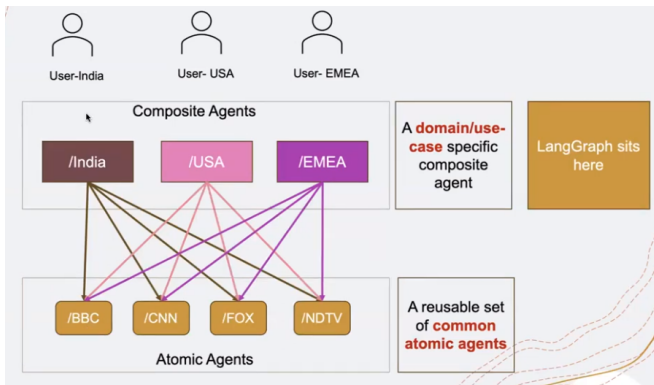 User-India
User- USA
User- EMEA
Composite Agents
/India
/USA
/EMEA
A domain/use-
case specific
composite
agent
LangGraph sits
here
/BBC
/CNN
/FOX
/NDTV
Atomic Agents
A reusable set
of common
atomic agents